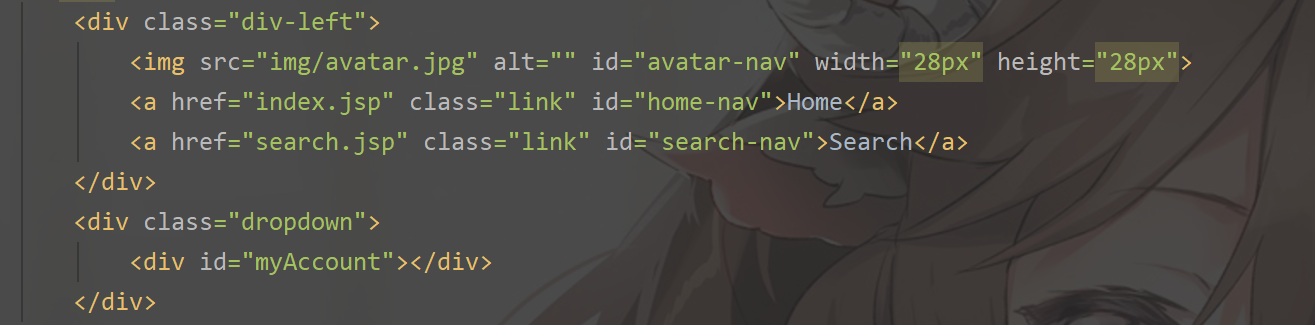 <div class="div-left">
<img src="img/avatar.jpg" alt="" id="avatar-nav" width="28px" height="28px">
<a href="index.jsp" class="link" id="home-nav">Home</a>
<a href="search.jsp" class="link" id="search-nav">Search</a>
</div>
<div class="dropdown">
<div id="myAccount"></div>
</div>